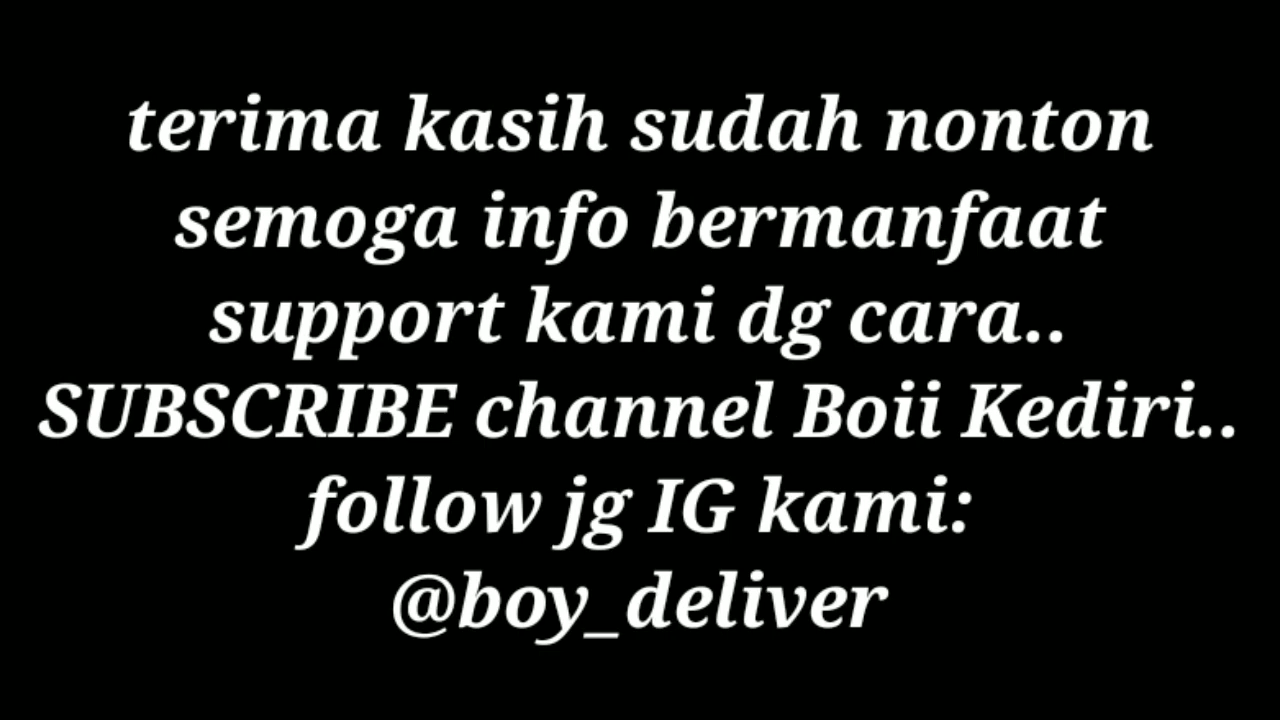 terima kasih sudah nonton
semoga info bermanfaat
support kami dg cara..
SUBSCRIBE channel Boii Kediri..
follow jg IG kami:
@boy_deliver